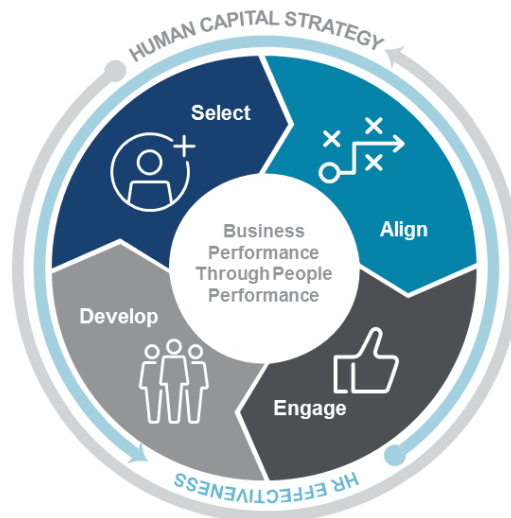 HUMAN CAPITAL STRATEGY
Select
Align
Business
Performance
Through People
Performance
Develop
Engage
HR EFFECTIVENESS